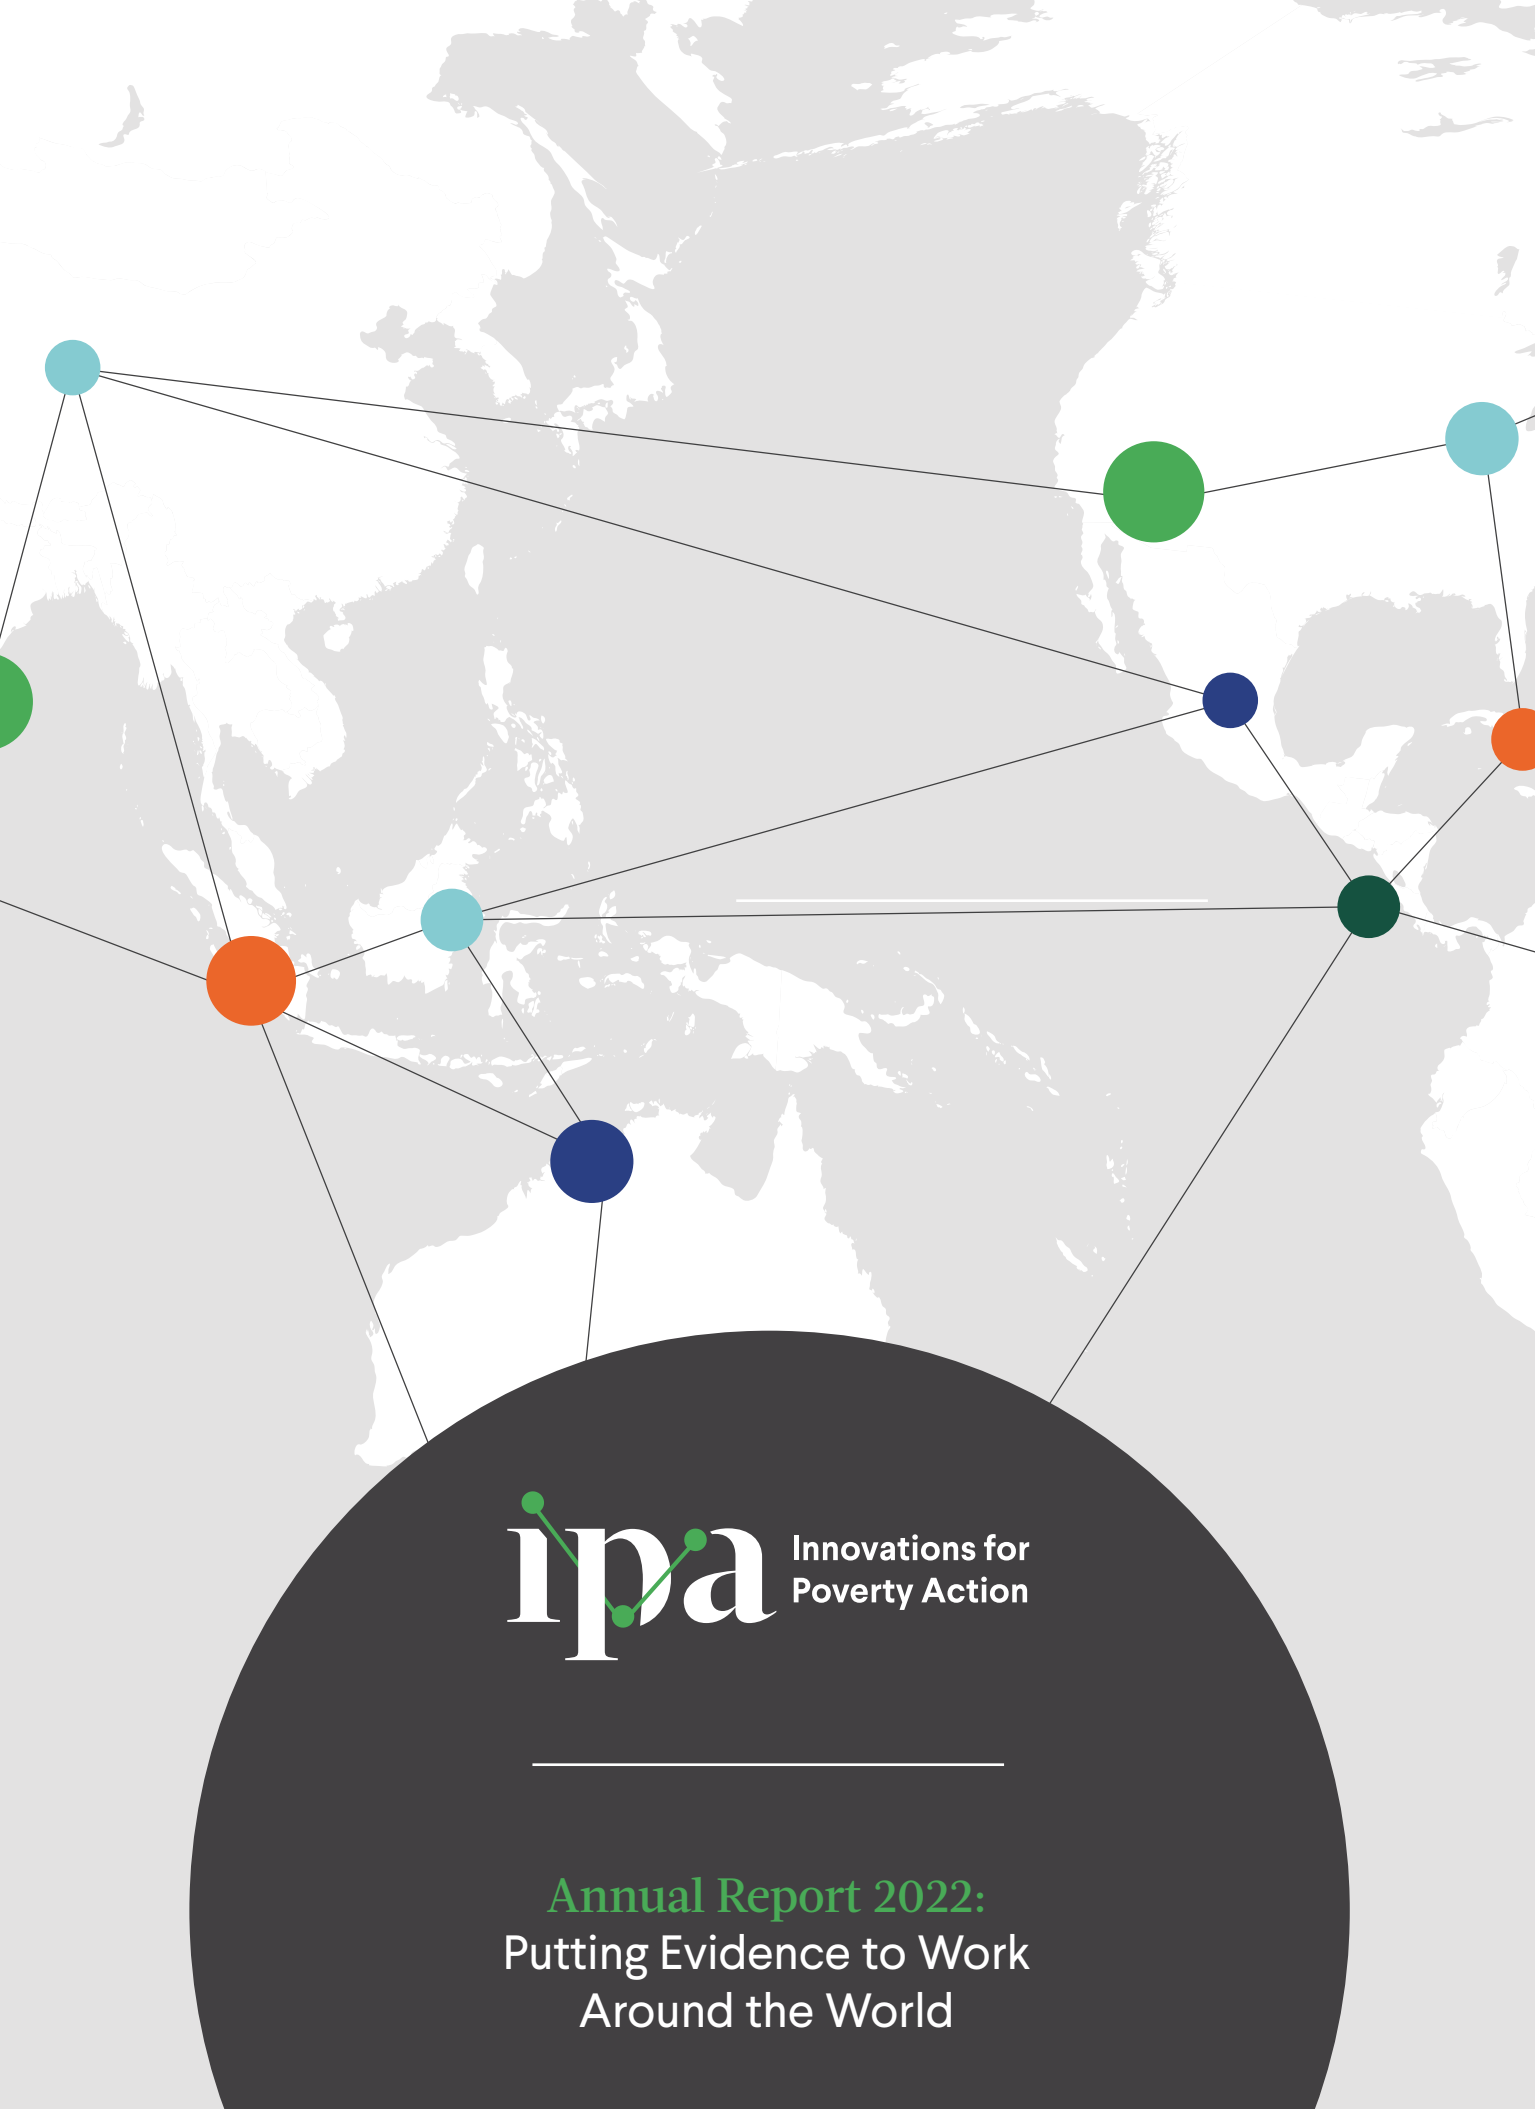 ipa
Innovations for
Poverty Action
Annual Report 2022:
Putting Evidence to Work
Around the World